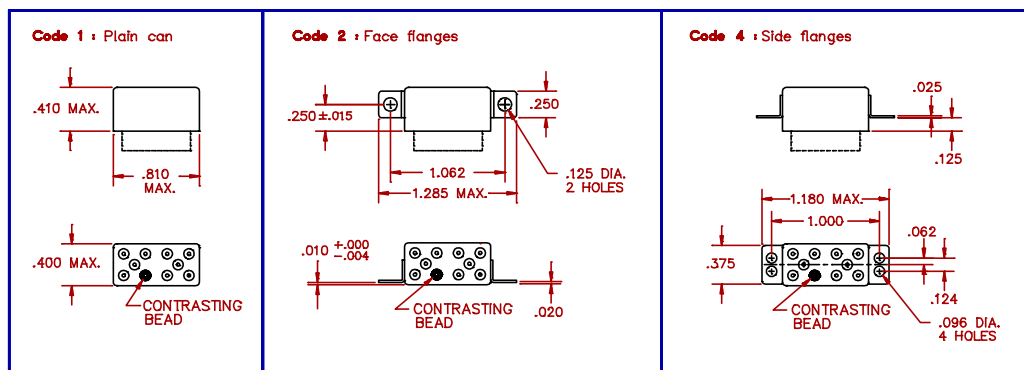 Code 1 : Plain can
.410 MAX.
.810
MAX.
.400 MAX.
CONTRASTING
BEAD
Code 2 : Face flanges
.250±.015
.250
1.062
1.285 MAX.
.125 DIA.
2 HOLES
.010 +.000
-.004
.020
CONTRASTING
BEAD
Code 4 : Side flanges
.025
.125
1.180 MAX.
1.000
.062
.375
.124
CONTRASTING
BEAD
.096 DIA.
4 HOLES